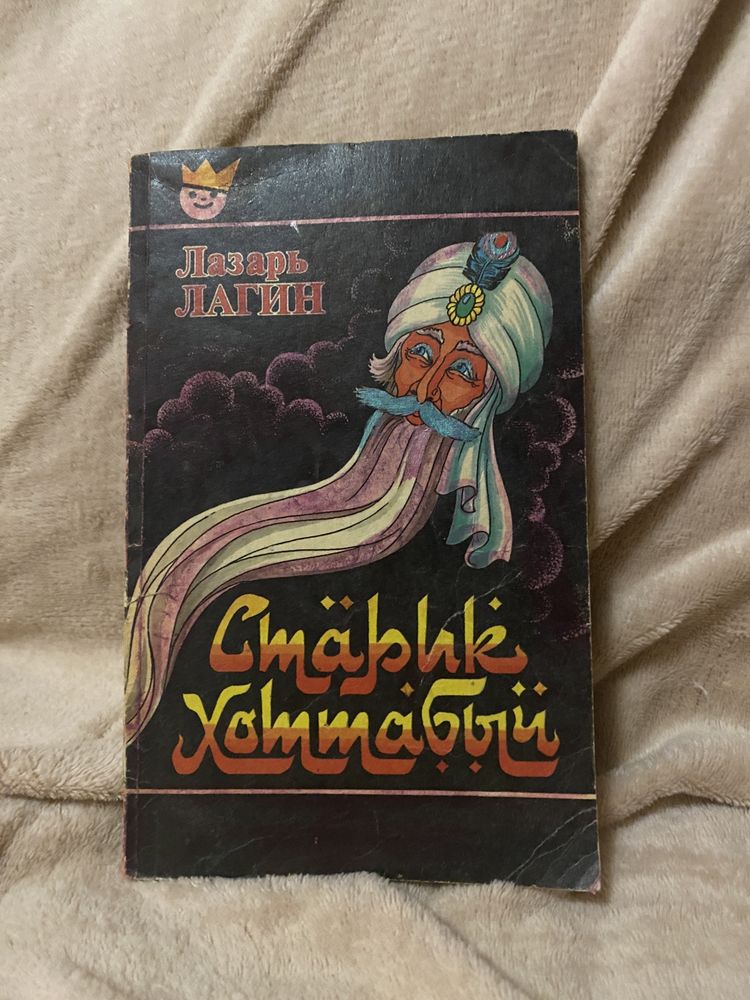 Лазарь
ЛАГИН
Старик
Хоттабыч